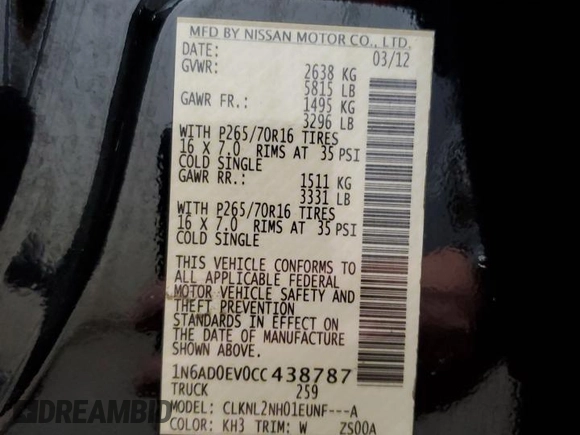 MFD BY NISSAN MOTOR CO., LTD.
DATE: 03/12
GVWR: 2638 KG
5815 LB
GAWR FR.: 1495 KG
3296 LB
WITH P265/70R16 TIRES
16 X 7.0 RIMS AT 35 PSI
COLD SINGLE
GAWR RR.: 1511 KG
3331 LB
WITH P265/70R16 TIRES
16 X 7.0 RIMS AT 35 PSI
COLD SINGLE
THIS VEHICLE CONFORMS TO
ALL APPLICABLE FEDERAL
MOTOR VEHICLE SAFETY AND
THEFT PREVENTION
STANDARDS IN EFFECT ON
THE DATE OF MANUFACTURE
SHOWN ABOVE.
1N6AD0EV0CC438787
TRUCK 259
MODEL: CLKNL2NH01EUNF---A
COLOR: KH3 TRIM: W ZS00A
DREAMBID